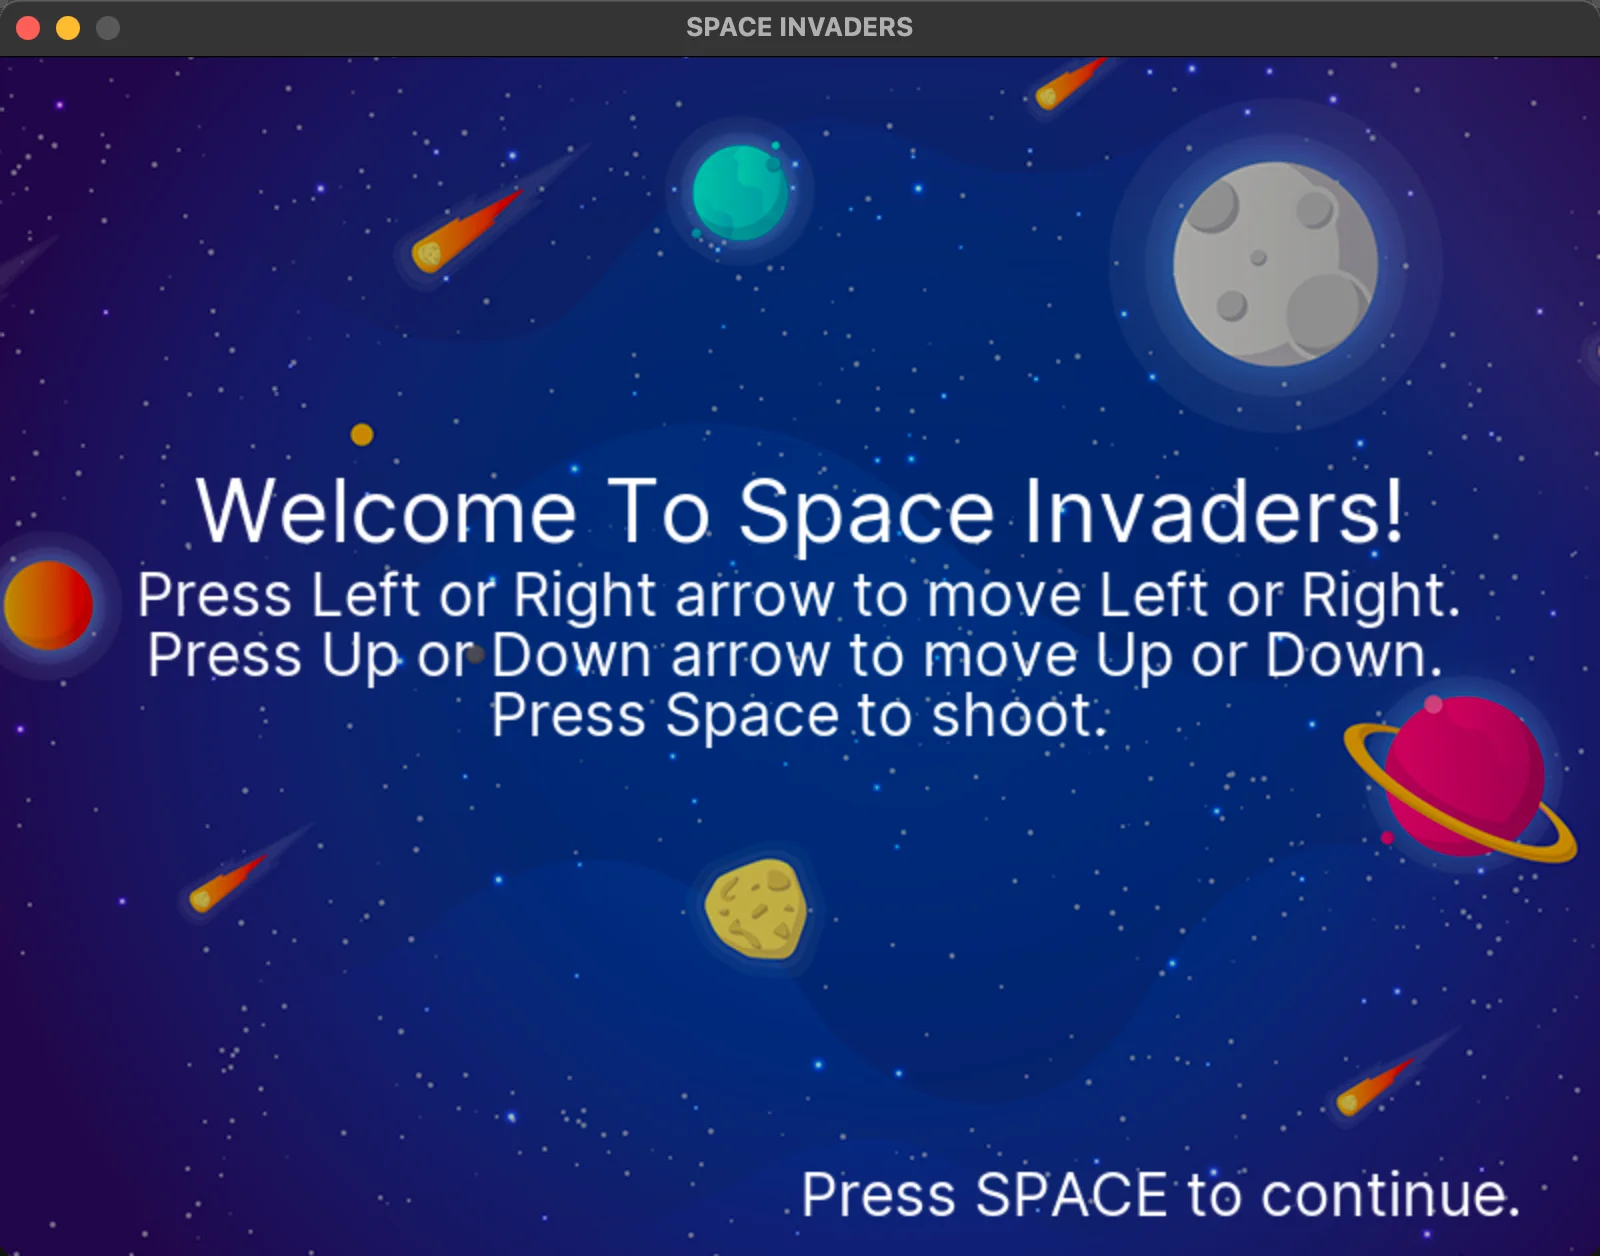 SPACE INVADERS
Welcome To Space Invaders!
Press Left or Right arrow to move Left or Right.
Press Up or Down arrow to move Up or Down.
Press Space to shoot.
Press SPACE to continue.